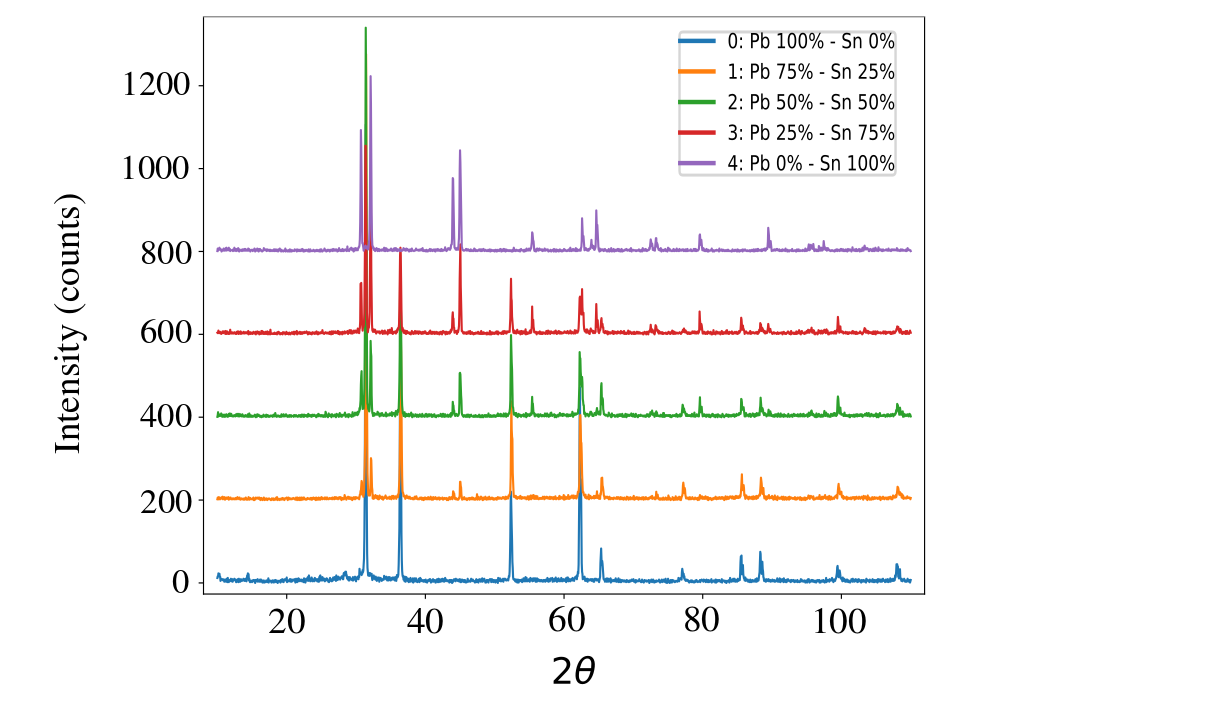 0: Pb 100% - Sn 0%
1: Pb 75% - Sn 25%
2: Pb 50% - Sn 50%
3: Pb 25% - Sn 75%
4: Pb 0% - Sn 100%
Intensity (counts)
1200
1000
800
600
400
200
0
20 40 60 80 100
2θ